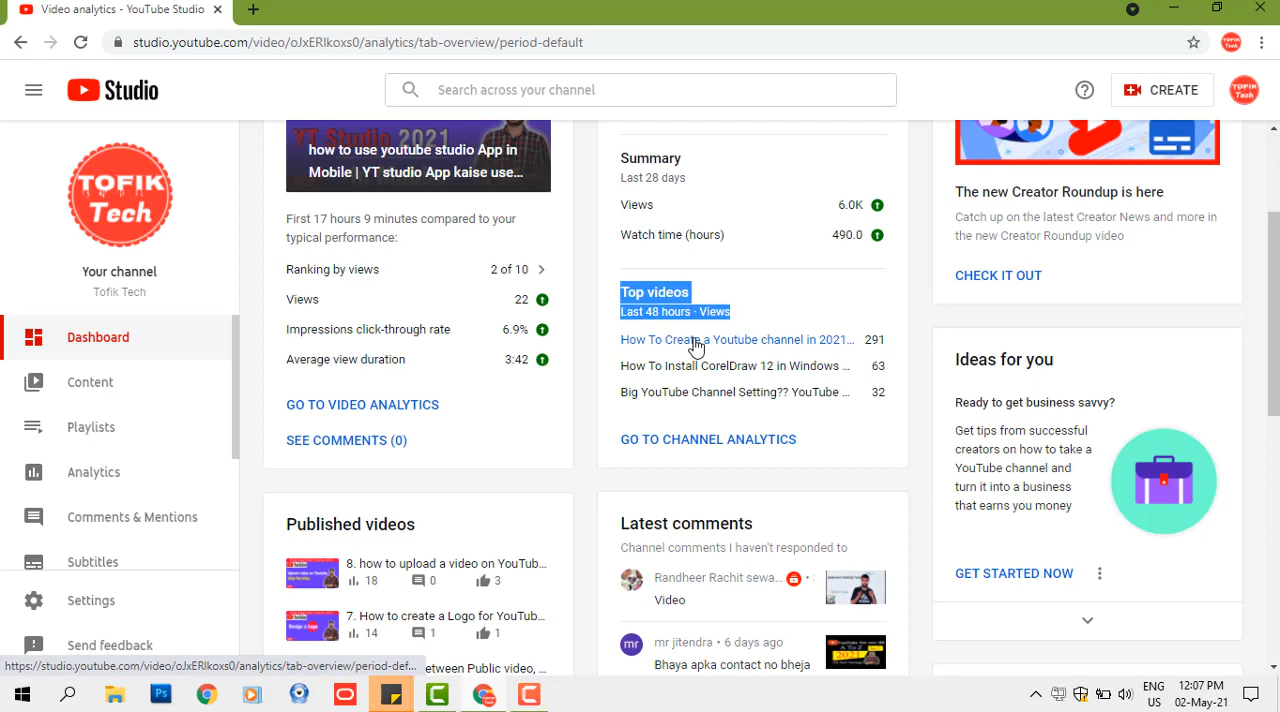 Video analytics - YouTube Studio
studio.youtube.com/video/oJxERlkoxs0/analytics/tab-overview/period-default
Studio
Search across your channel
CREATE
TOFIK
Tech
TOFIK
Tech
Your channel
Tofik Tech
Dashboard
Content
Playlists
Analytics
Comments & Mentions
Subtitles
Settings
Send feedback
YT Studio 2021
how to use youtube studio App in
Mobile | YT studio App kaise use...
First 17 hours 9 minutes compared to your
typical performance:
Ranking by views 2 of 10
Views 22
Impressions click-through rate 6.9%
Average view duration 3:42
GO TO VIDEO ANALYTICS
SEE COMMENTS (0)
Published videos
8. how to upload a video on YouTub...
18 0 3
7. How to create a Logo for YouTub...
14 1 1
between Public video, ...
Summary
Last 28 days
Views 6.0K
Watch time (hours) 490.0
Top videos
Last 48 hours · Views
How To Create a Youtube channel in 2021... 291
How To Install CorelDraw 12 in Windows ... 63
Big YouTube Channel Setting?? YouTube ... 32
GO TO CHANNEL ANALYTICS
Latest comments
Channel comments I haven't responded to
Randheer Rachit sewa...
Video
mr
mr jitendra • 6 days ago
Bhaya apka contact no bheja
The new Creator Roundup is here
Catch up on the latest Creator News and more in
the new Creator Roundup video
CHECK IT OUT
Ideas for you
Ready to get business savvy?
Get tips from successful
creators on how to take a
YouTube channel and
turn it into a business
that earns you money
GET STARTED NOW
https://studio.youtube.com/video/oJxERlkoxs0/analytics/tab-overview/period-def...
ENG
US
12:07 PM
02-May-21